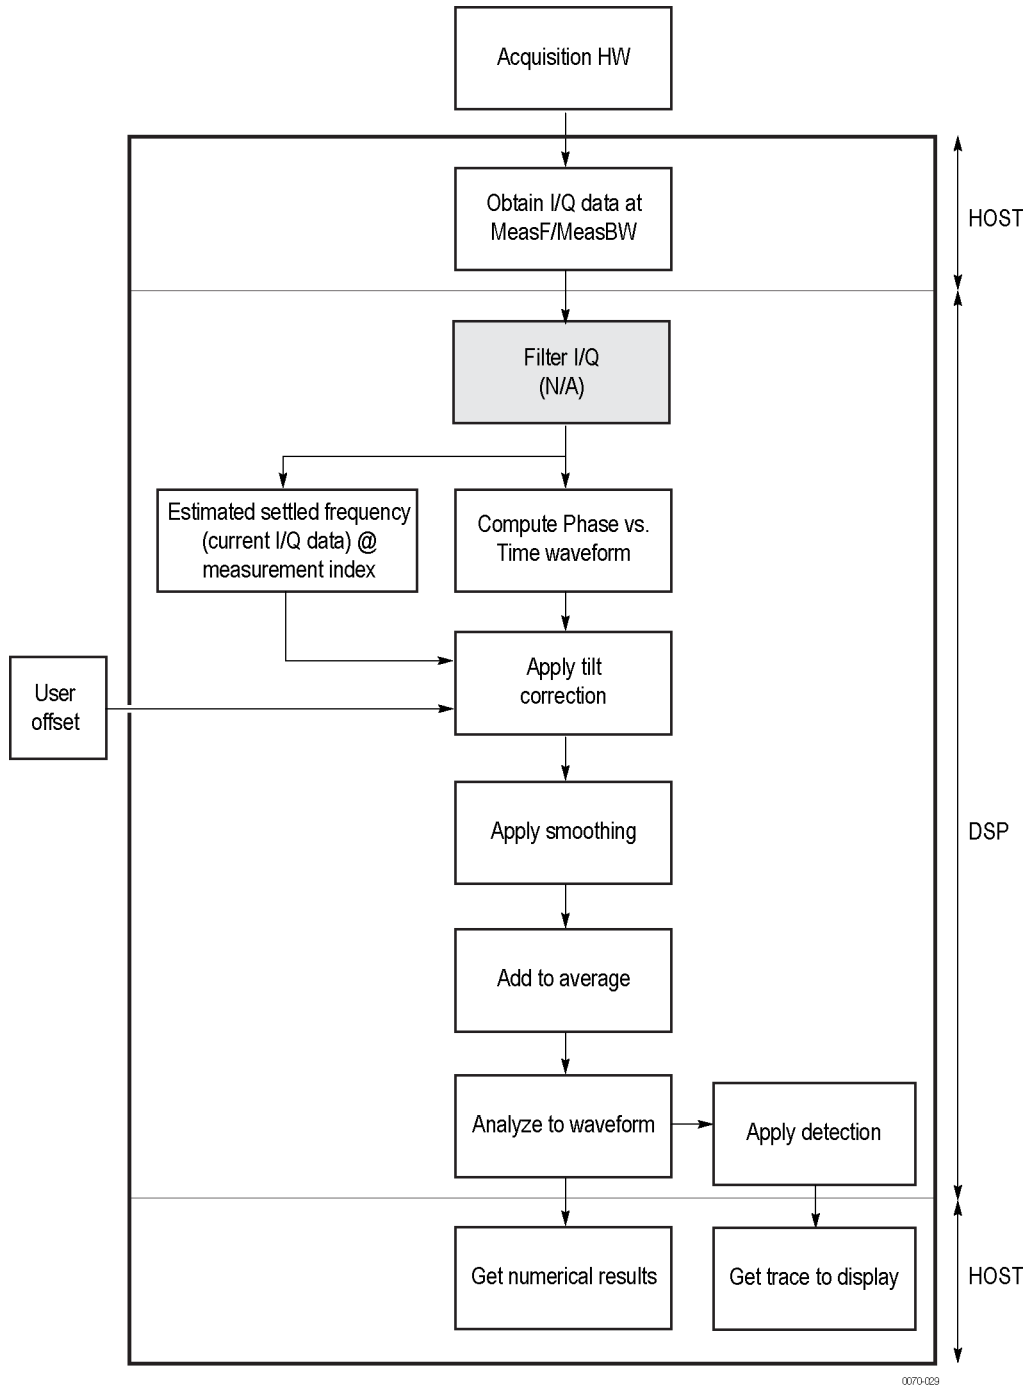 Acquisition HW
Obtain I/Q data at
MeasF/MeasBW
HOST
Filter I/Q
(N/A)
Estimated settled frequency
(current I/Q data) @
measurement index
Compute Phase vs.
Time waveform
User
offset
Apply tilt
correction
Apply smoothing
DSP
Add to average
Analyze to waveform
Apply detection
Get numerical results
Get trace to display
HOST
0070-029